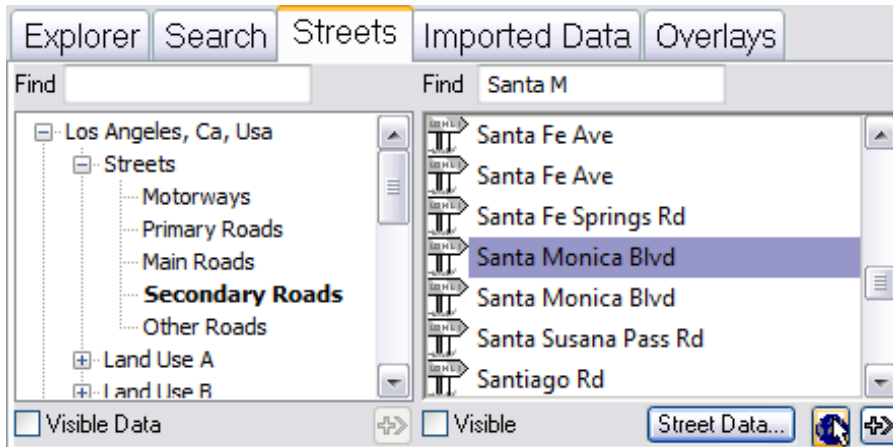 Explorer Search Streets Imported Data Overlays
Find
Find Santa M
Los Angeles, Ca, Usa
Streets
Motorways
Primary Roads
Main Roads
Secondary Roads
Other Roads
Land Use A
Land Use B
Santa Fe Ave
Santa Fe Ave
Santa Fe Springs Rd
Santa Monica Blvd
Santa Monica Blvd
Santa Susana Pass Rd
Santiago Rd
Visible Data
Visible
Street Data...